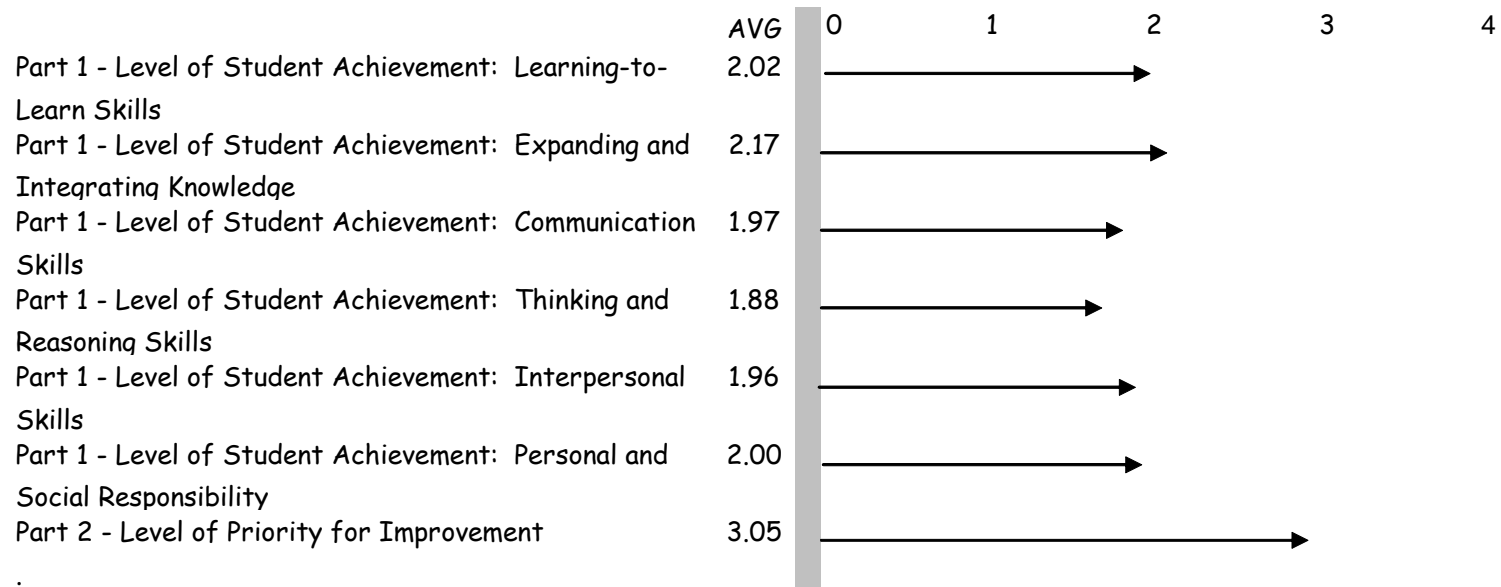 AVG 0 1 2 3 4
Part 1 - Level of Student Achievement: Learning-to- 2.02
Learn Skills
Part 1 - Level of Student Achievement: Expanding and 2.17
Integrating Knowledge
Part 1 - Level of Student Achievement: Communication 1.97
Skills
Part 1 - Level of Student Achievement: Thinking and 1.88
Reasoning Skills
Part 1 - Level of Student Achievement: Interpersonal 1.96
Skills
Part 1 - Level of Student Achievement: Personal and 2.00
Social Responsibility
Part 2 - Level of Priority for Improvement 3.05
.